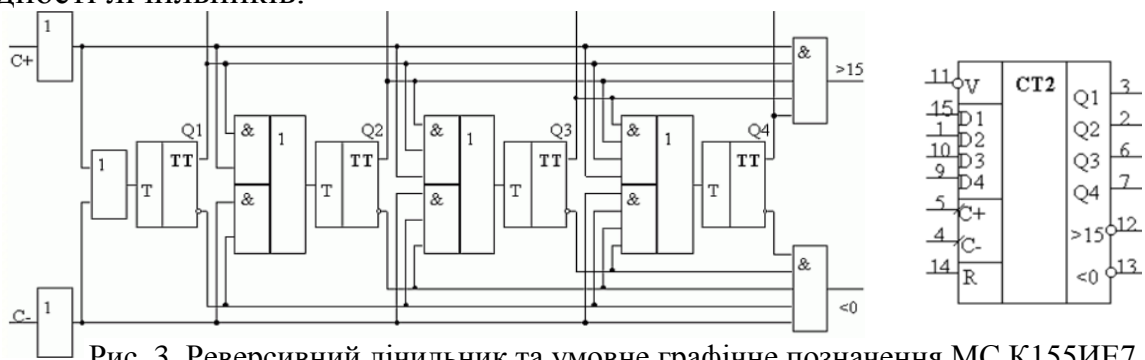 дності лічильників.
1
C+
&
>15
Q1
Q2
Q3
Q4
& 1
& 1
& 1
1
T TT
T TT
T TT
T TT
&
&
&
&
<0
1
C-
11 V CT2
15 D1 Q1 3
1 D2 Q2 2
10 D3 Q3 6
9 D4 Q4 7
5 C+
>15 12
4 C-
14 R <0 13
Рис. 3. Реверсивний лічильник та умовне графічне позначення МС К155ИЕ7